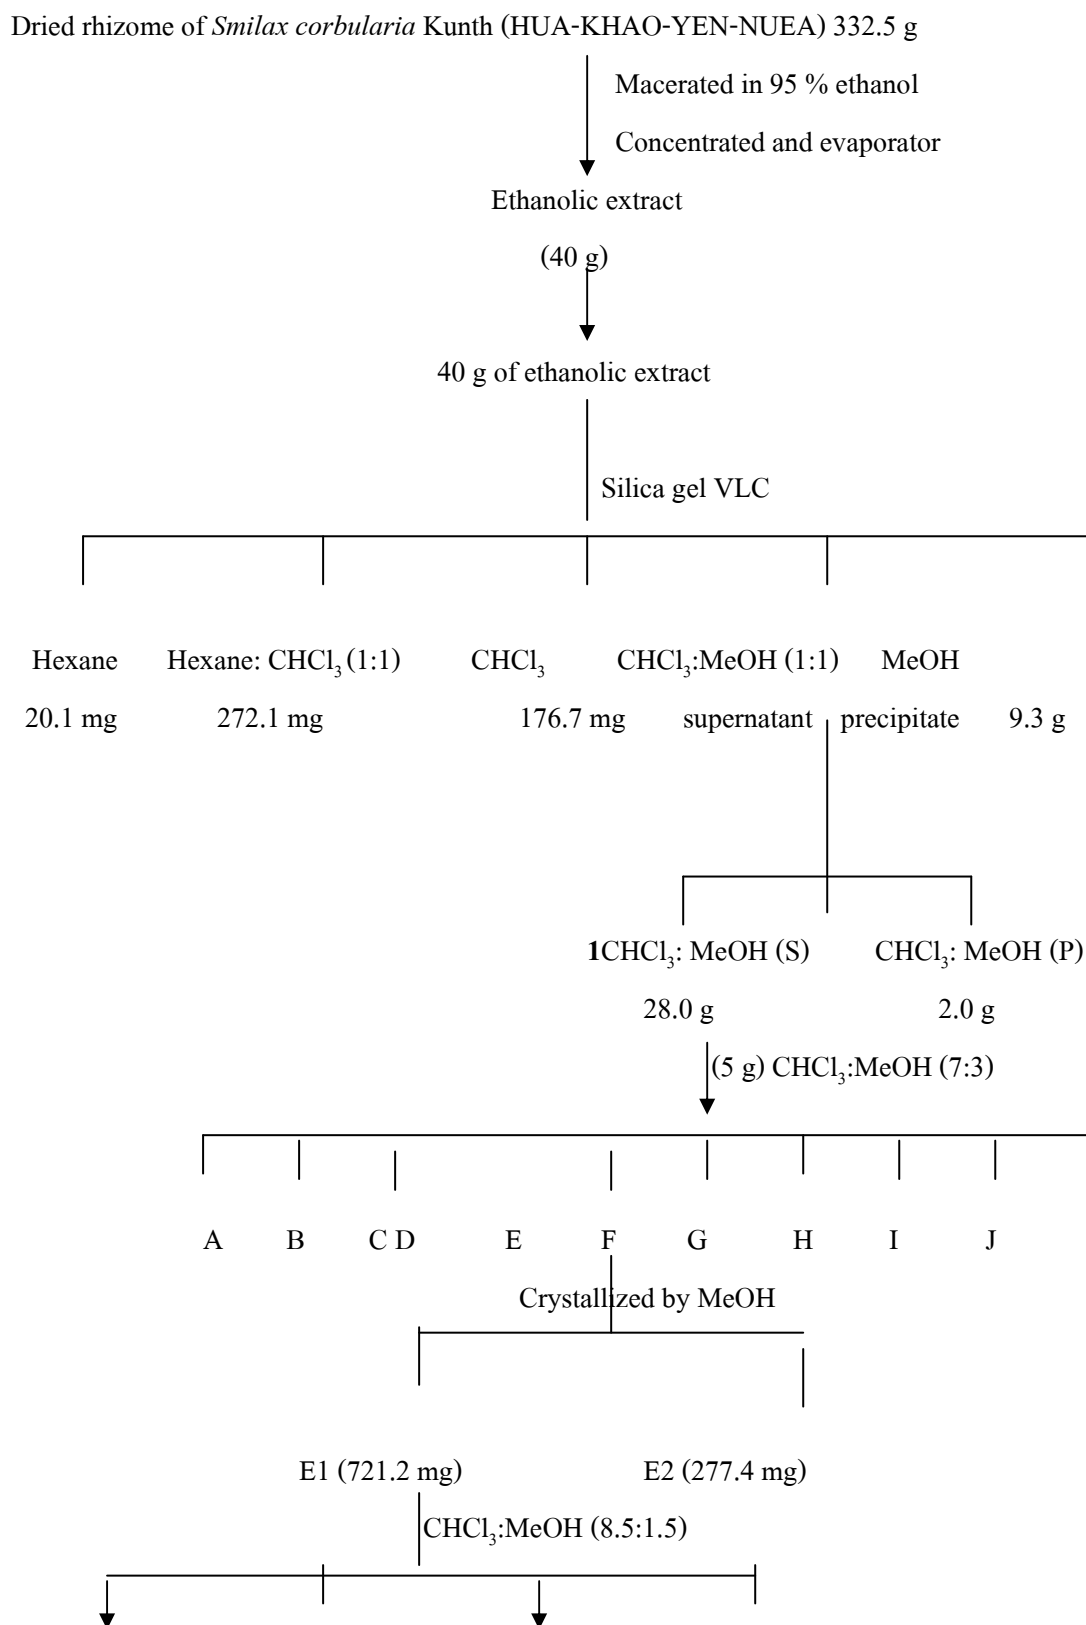 Dried rhizome of Smilax corbularia Kunth (HUA-KHAO-YEN-NUEA) 332.5 g
Macerated in 95 % ethanol
Concentrated and evaporator
Ethanolic extract
(40 g)
40 g of ethanolic extract
Silica gel VLC
Hexane Hexane: CHCl₃ (1:1) CHCl₃ CHCl₃:MeOH (1:1) MeOH
20.1 mg 272.1 mg 176.7 mg supernatant precipitate 9.3 g
1CHCl₃: MeOH (S) CHCl₃: MeOH (P)
28.0 g 2.0 g
(5 g) CHCl₃:MeOH (7:3)
A B C D E F G H I J
Crystallized by MeOH
E1 (721.2 mg) E2 (277.4 mg)
CHCl₃:MeOH (8.5:1.5)